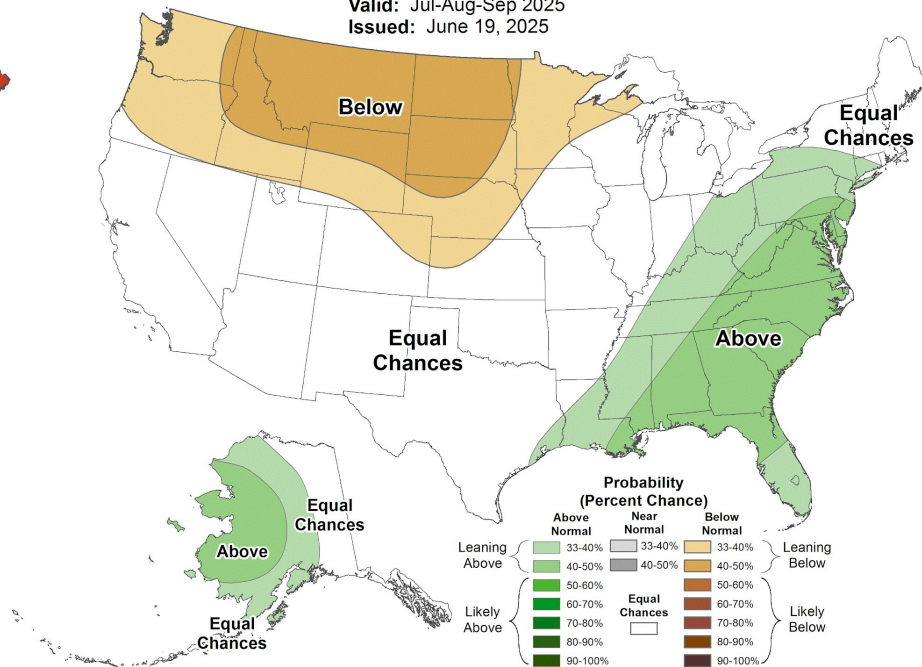 Valid: Jul-Aug-Sep 2025
Issued: June 19, 2025
Below
Equal
Chances
Equal
Chances
Above
Equal
Chances
Above
Equal
Chances
Probability
(Percent Chance)
Above
Normal
Near
Normal
Below
Normal
Leaning
Above
33-40%
33-40%
33-40%
Leaning
Below
40-50%
40-50%
40-50%
50-60%
50-60%
Likely
Above
60-70%
Equal
Chances
60-70%
Likely
Below
70-80%
70-80%
80-90%
80-90%
90-100%
90-100%